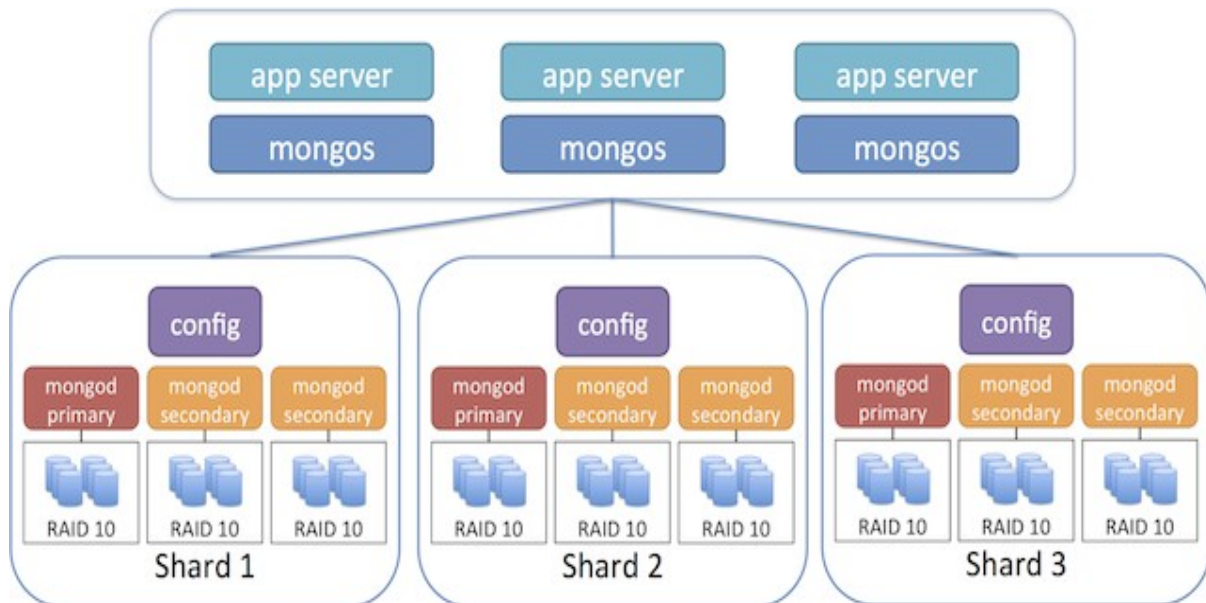 app server app server app server
mongos mongos mongos
config config config
mongod mongod mongod mongod mongod mongod mongod mongod mongod
primary secondary secondary primary secondary secondary primary secondary secondary
RAID 10 RAID 10 RAID 10 RAID 10 RAID 10 RAID 10 RAID 10 RAID 10 RAID 10
Shard 1 Shard 2 Shard 3